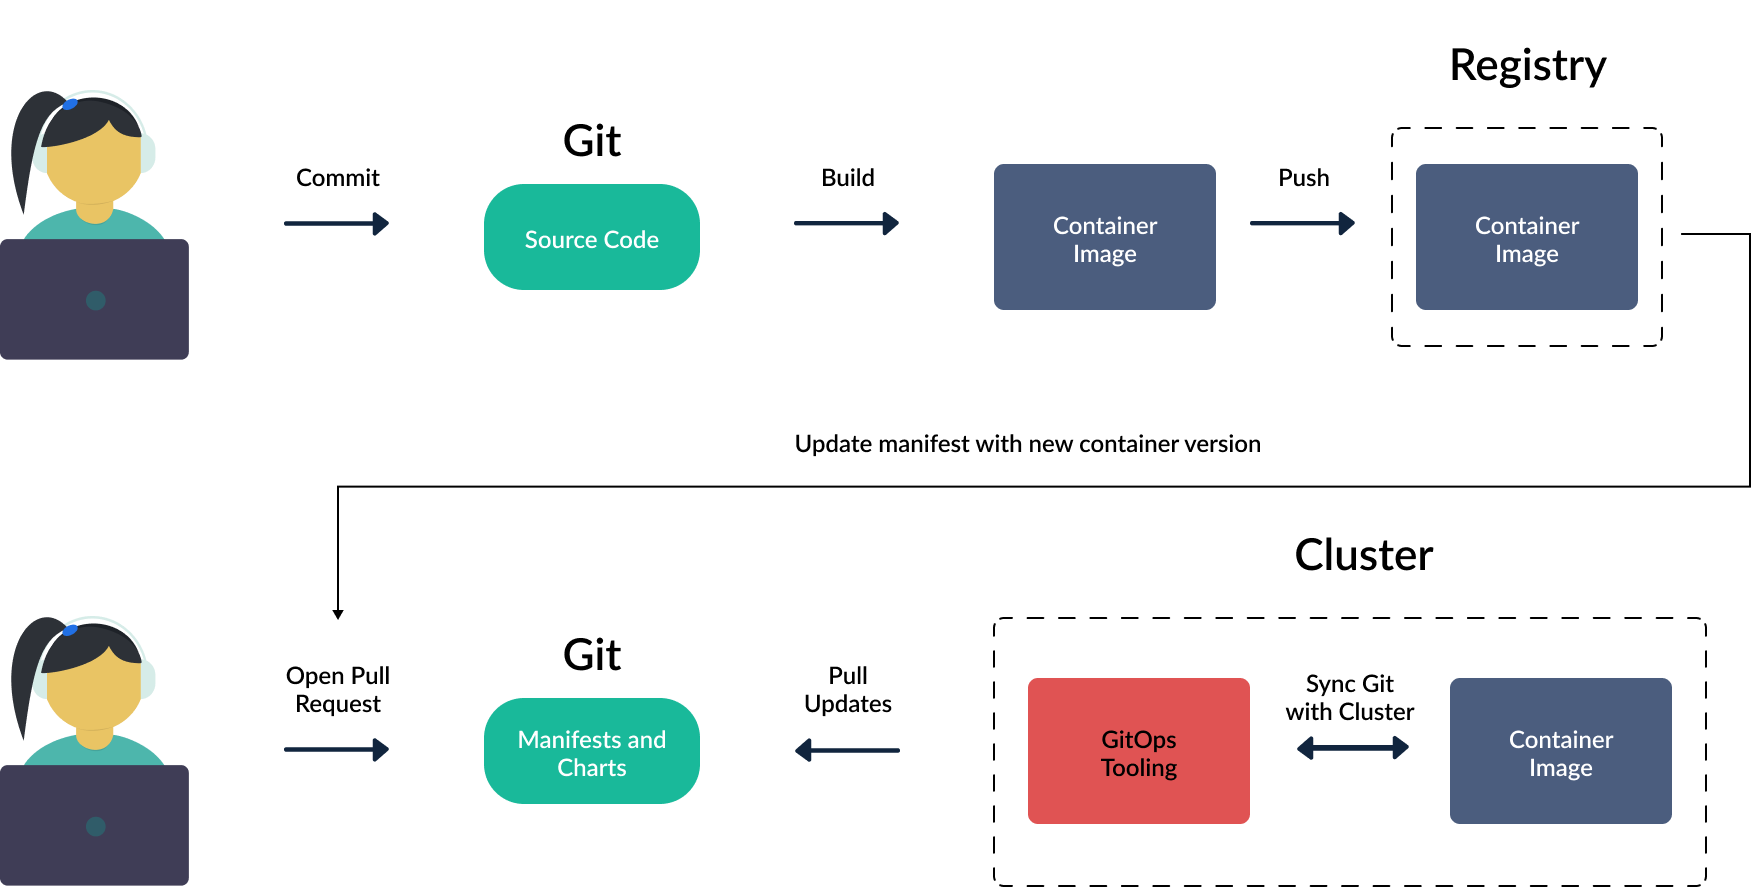 Registry
Git
Commit
Build
Push
Source Code
Container
Image
Container
Image
Update manifest with new container version
Cluster
Git
Open Pull
Request
Pull
Updates
Sync Git
with Cluster
Manifests and
Charts
GitOps
Tooling
Container
Image